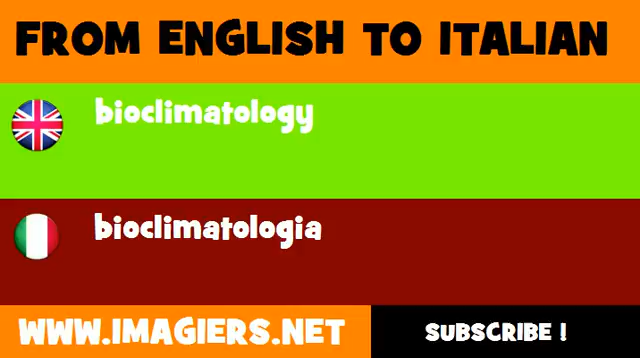 FROM ENGLISH TO ITALIAN
bioclimatology
bioclimatologia
WWW.IMAGIERS.NET
SUBSCRIBE !